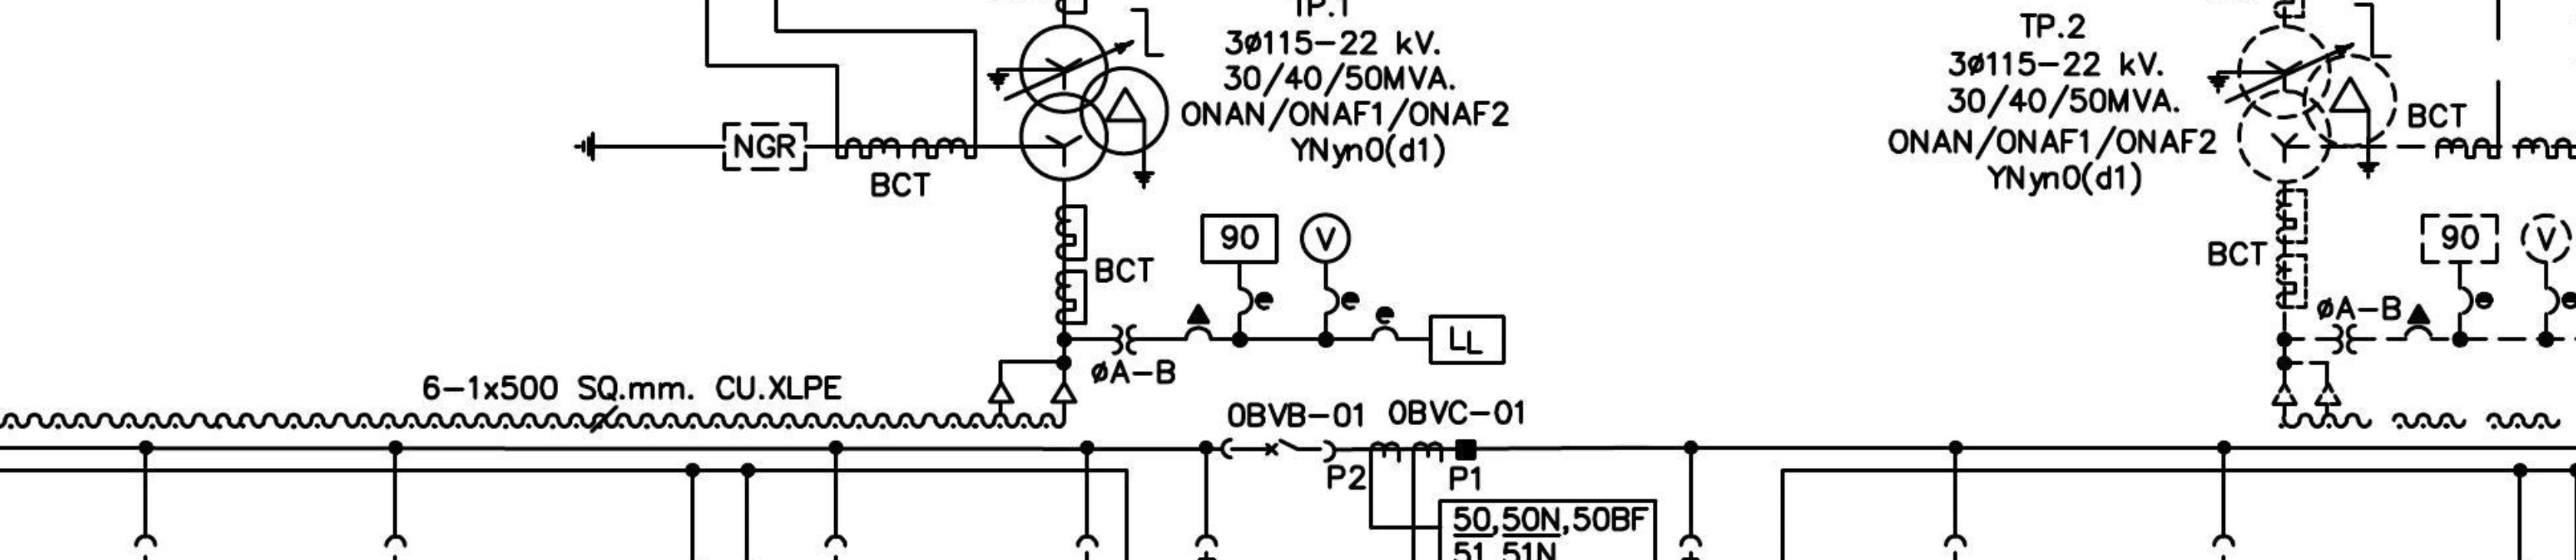 TP.1
3ø115-22 kV.
30/40/50MVA.
ONAN/ONAF1/ONAF2
YNyn0(d1)
NGR
BCT
90
V
BCT
LL
øA-B
6-1x500 SQ.mm. CU.XLPE
0BVB-01
0BVC-01
P2
P1
50,50N,50BF
51,51N
TP.2
3ø115-22 kV.
30/40/50MVA.
ONAN/ONAF1/ONAF2
YNyn0(d1)
BCT
90
V
BCT
øA-B